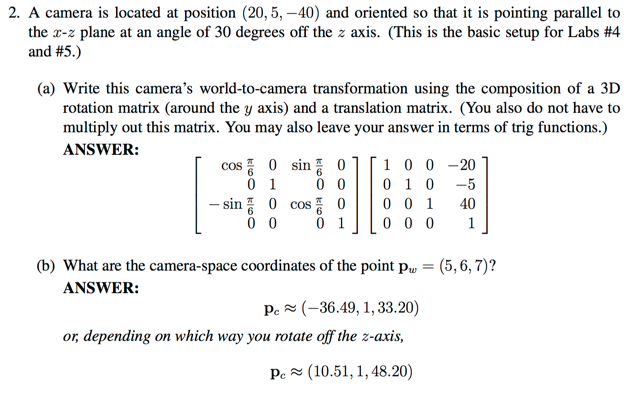 2. A camera is located at position (20, 5, −40) and oriented so that it is pointing parallel to
the x-z plane at an angle of 30 degrees off the z axis. (This is the basic setup for Labs #4
and #5.)
(a) Write this camera's world-to-camera transformation using the composition of a 3D
rotation matrix (around the y axis) and a translation matrix. (You also do not have to
multiply out this matrix. You may also leave your answer in terms of trig functions.)
ANSWER:
cos π/6 0 sin π/6 0 1 0 0 −20
0 1 0 0 0 1 0 −5
− sin π/6 0 cos π/6 0 0 0 1 40
0 0 0 1 0 0 0 1
(b) What are the camera-space coordinates of the point p_w = (5, 6, 7)?
ANSWER:
p_c ≈ (−36.49, 1, 33.20)
or, depending on which way you rotate off the z-axis,
p_c ≈ (10.51, 1, 48.20)